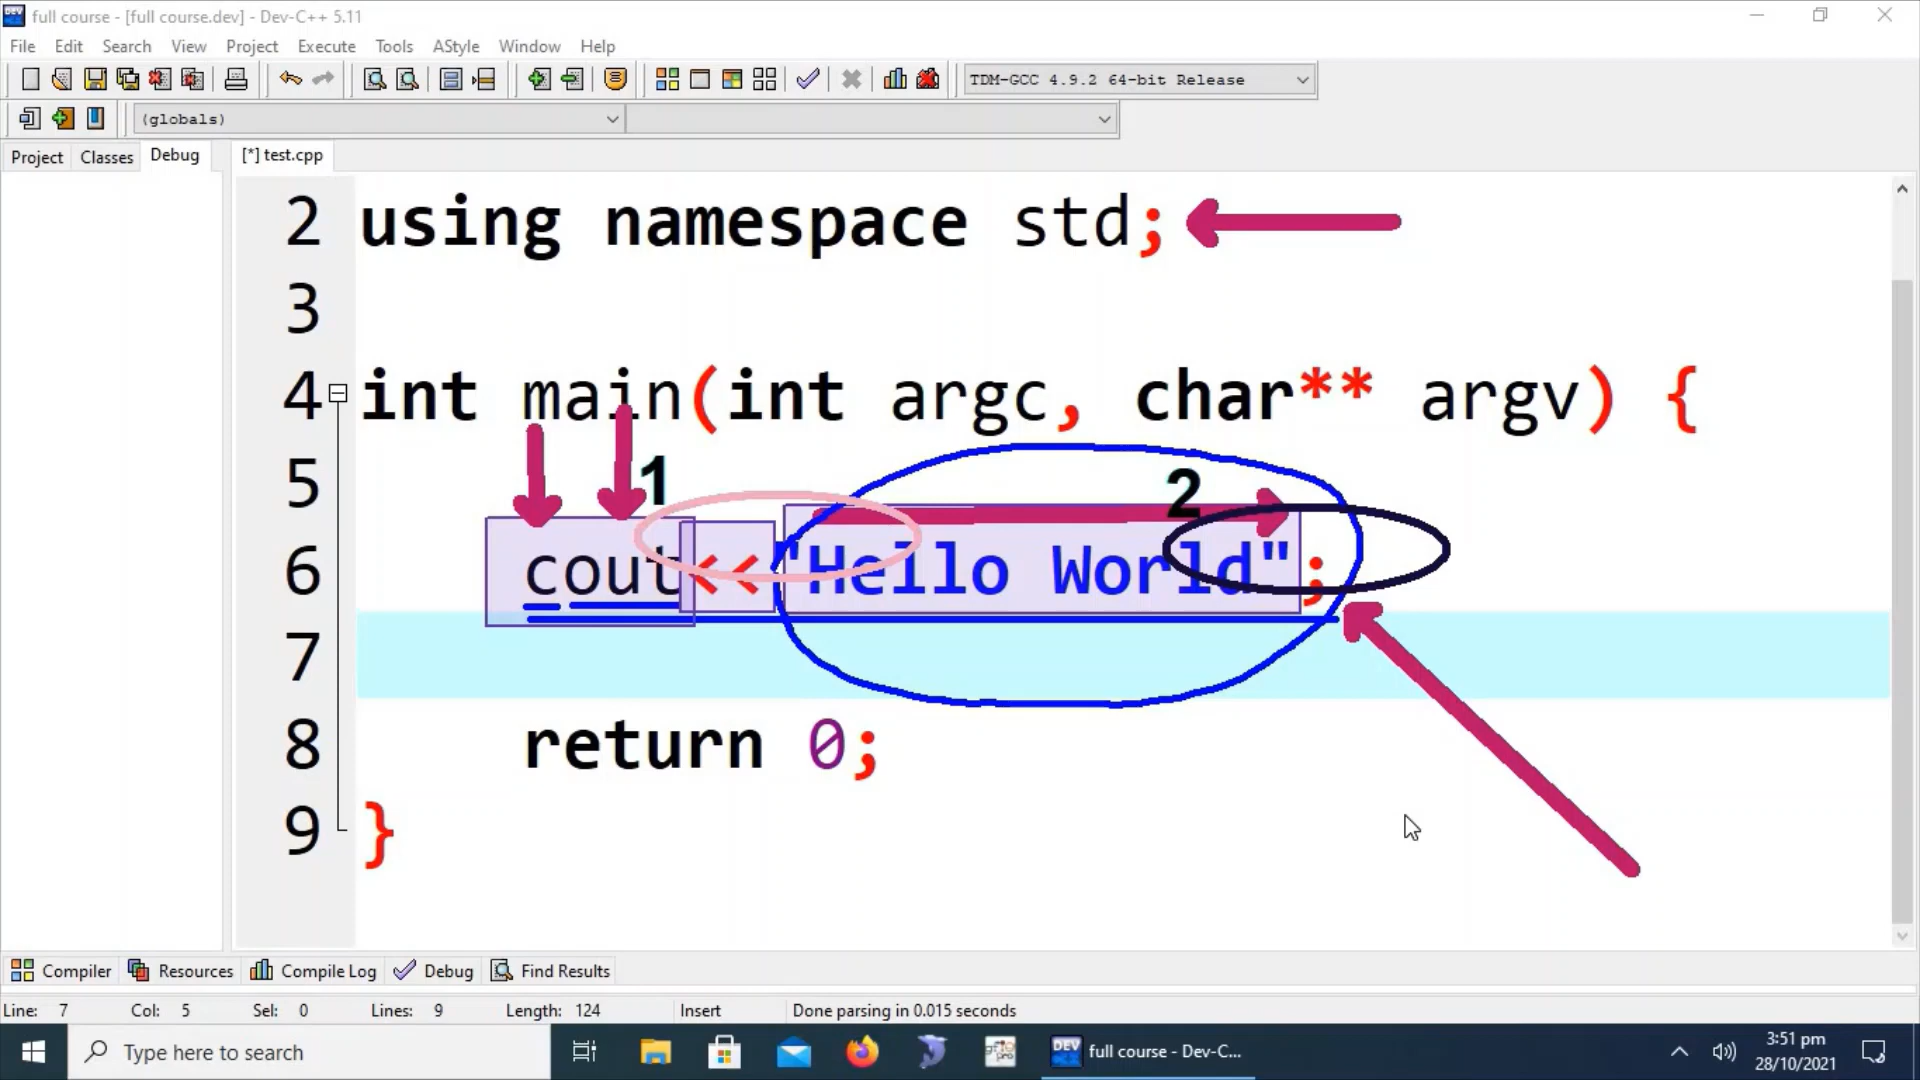 full course - [full course.dev] - Dev-C++ 5.11
File Edit Search View Project Execute Tools AStyle Window Help
TDM-GCC 4.9.2 64-bit Release
(globals)
Project Classes Debug [*] test.cpp
2 using namespace std;
3
4 int main(int argc, char** argv) {
5 1 2
6 cout<<"Hello World";
7
8 return 0;
9 }
Compiler Resources Compile Log Debug Find Results
Line: 7 Col: 5 Sel: 0 Lines: 9 Length: 124 Insert Done parsing in 0.015 seconds
Type here to search DEV full course - Dev-C... 3:51 pm
28/10/2021